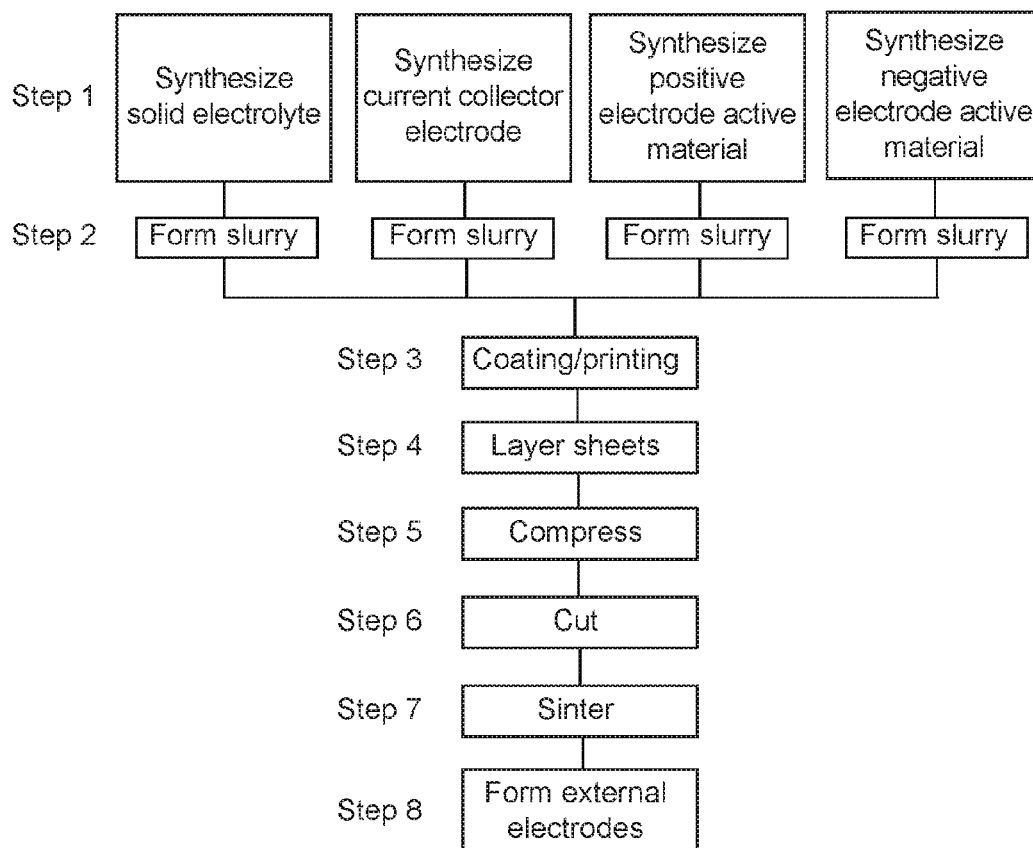 Step 1
Synthesize
solid electrolyte
Synthesize
current collector
electrode
Synthesize
positive
electrode active
material
Synthesize
negative
electrode active
material
Step 2
Form slurry
Form slurry
Form slurry
Form slurry
Step 3
Coating/printing
Step 4
Layer sheets
Step 5
Compress
Step 6
Cut
Step 7
Sinter
Step 8
Form external
electrodes